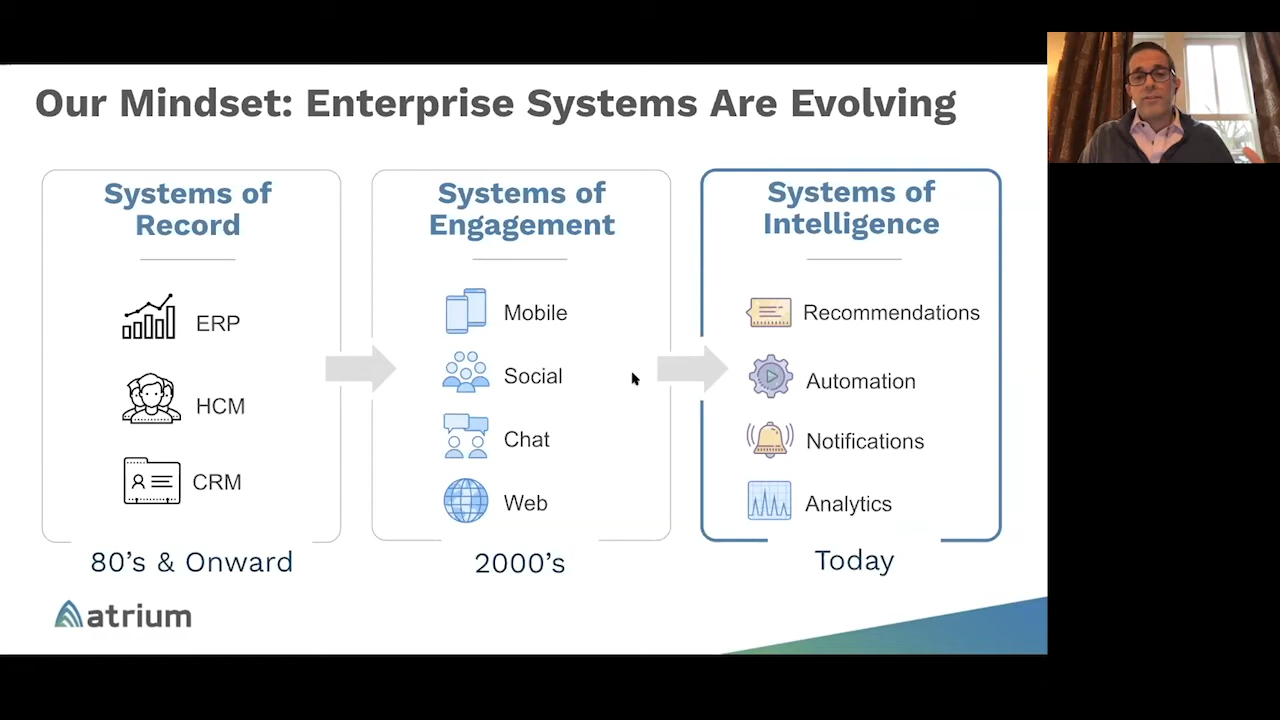 Our Mindset: Enterprise Systems Are Evolving
Systems of
Record
ERP
HCM
CRM
80's & Onward
Systems of
Engagement
Mobile
Social
Chat
Web
2000's
Systems of
Intelligence
Recommendations
Automation
Notifications
Analytics
Today
atrium